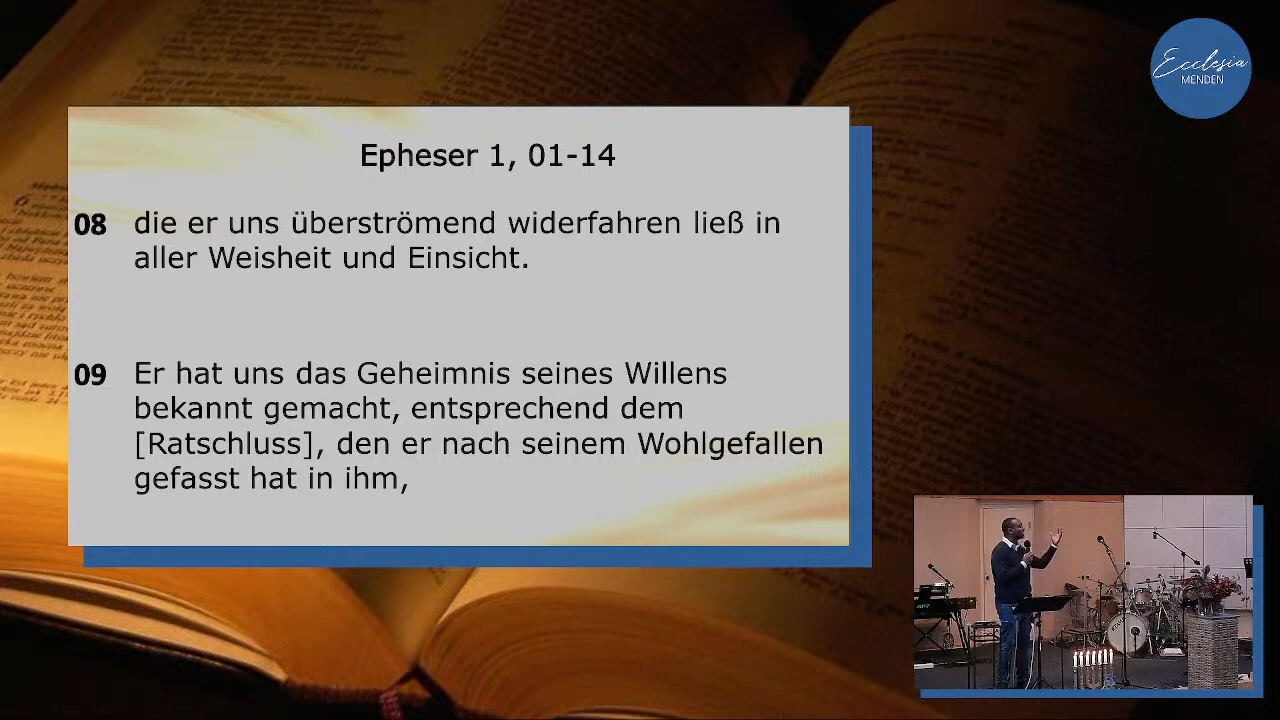 Ecclesia
MENDEN
Epheser 1, 01-14
08 die er uns überströmend widerfahren ließ in
aller Weisheit und Einsicht.
09 Er hat uns das Geheimnis seines Willens
bekannt gemacht, entsprechend dem
[Ratschluss], den er nach seinem Wohlgefallen
gefasst hat in ihm,